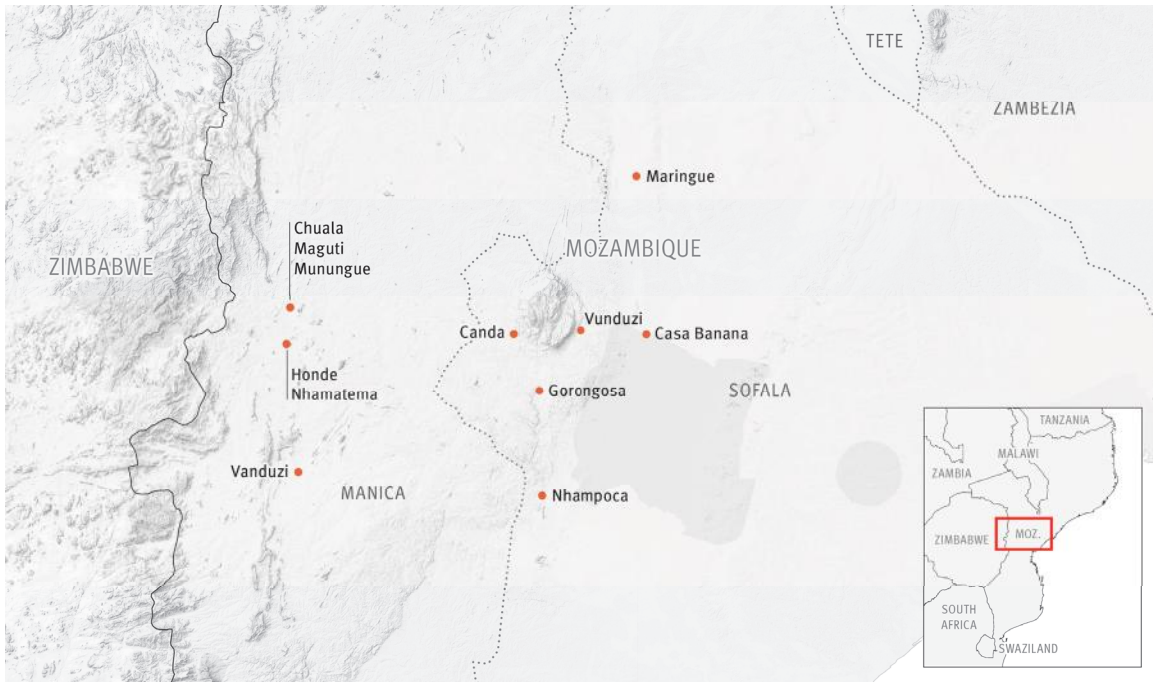 TETE
ZAMBEZIA
Maringue
Chuala
Maguti
Munungue
MOZAMBIQUE
ZIMBABWE
Canda
Vunduzi
Casa Banana
Honde
Nhamatema
Gorongosa
SOFALA
Vanduzi
MANICA
Nhampoca
TANZANIA
MALAWI
ZAMBIA
ZIMBABWE
MOZ.
SOUTH
AFRICA
SWAZILAND